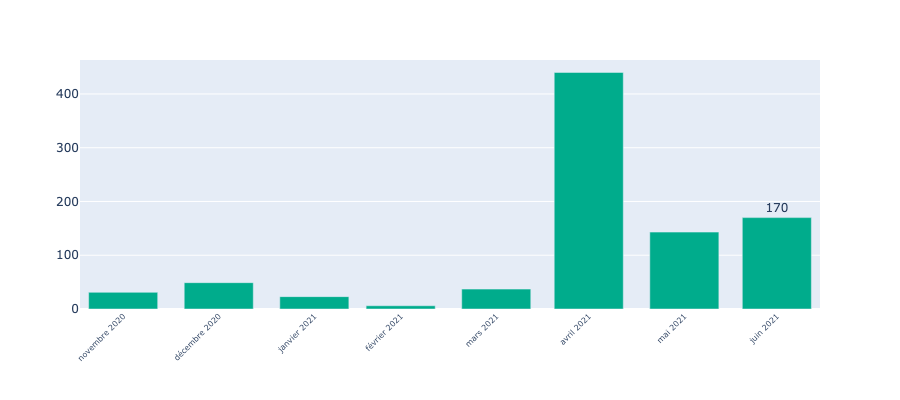 400
300
200
100
0
170
novembre 2020
décembre 2020
janvier 2021
février 2021
mars 2021
avril 2021
mai 2021
juin 2021